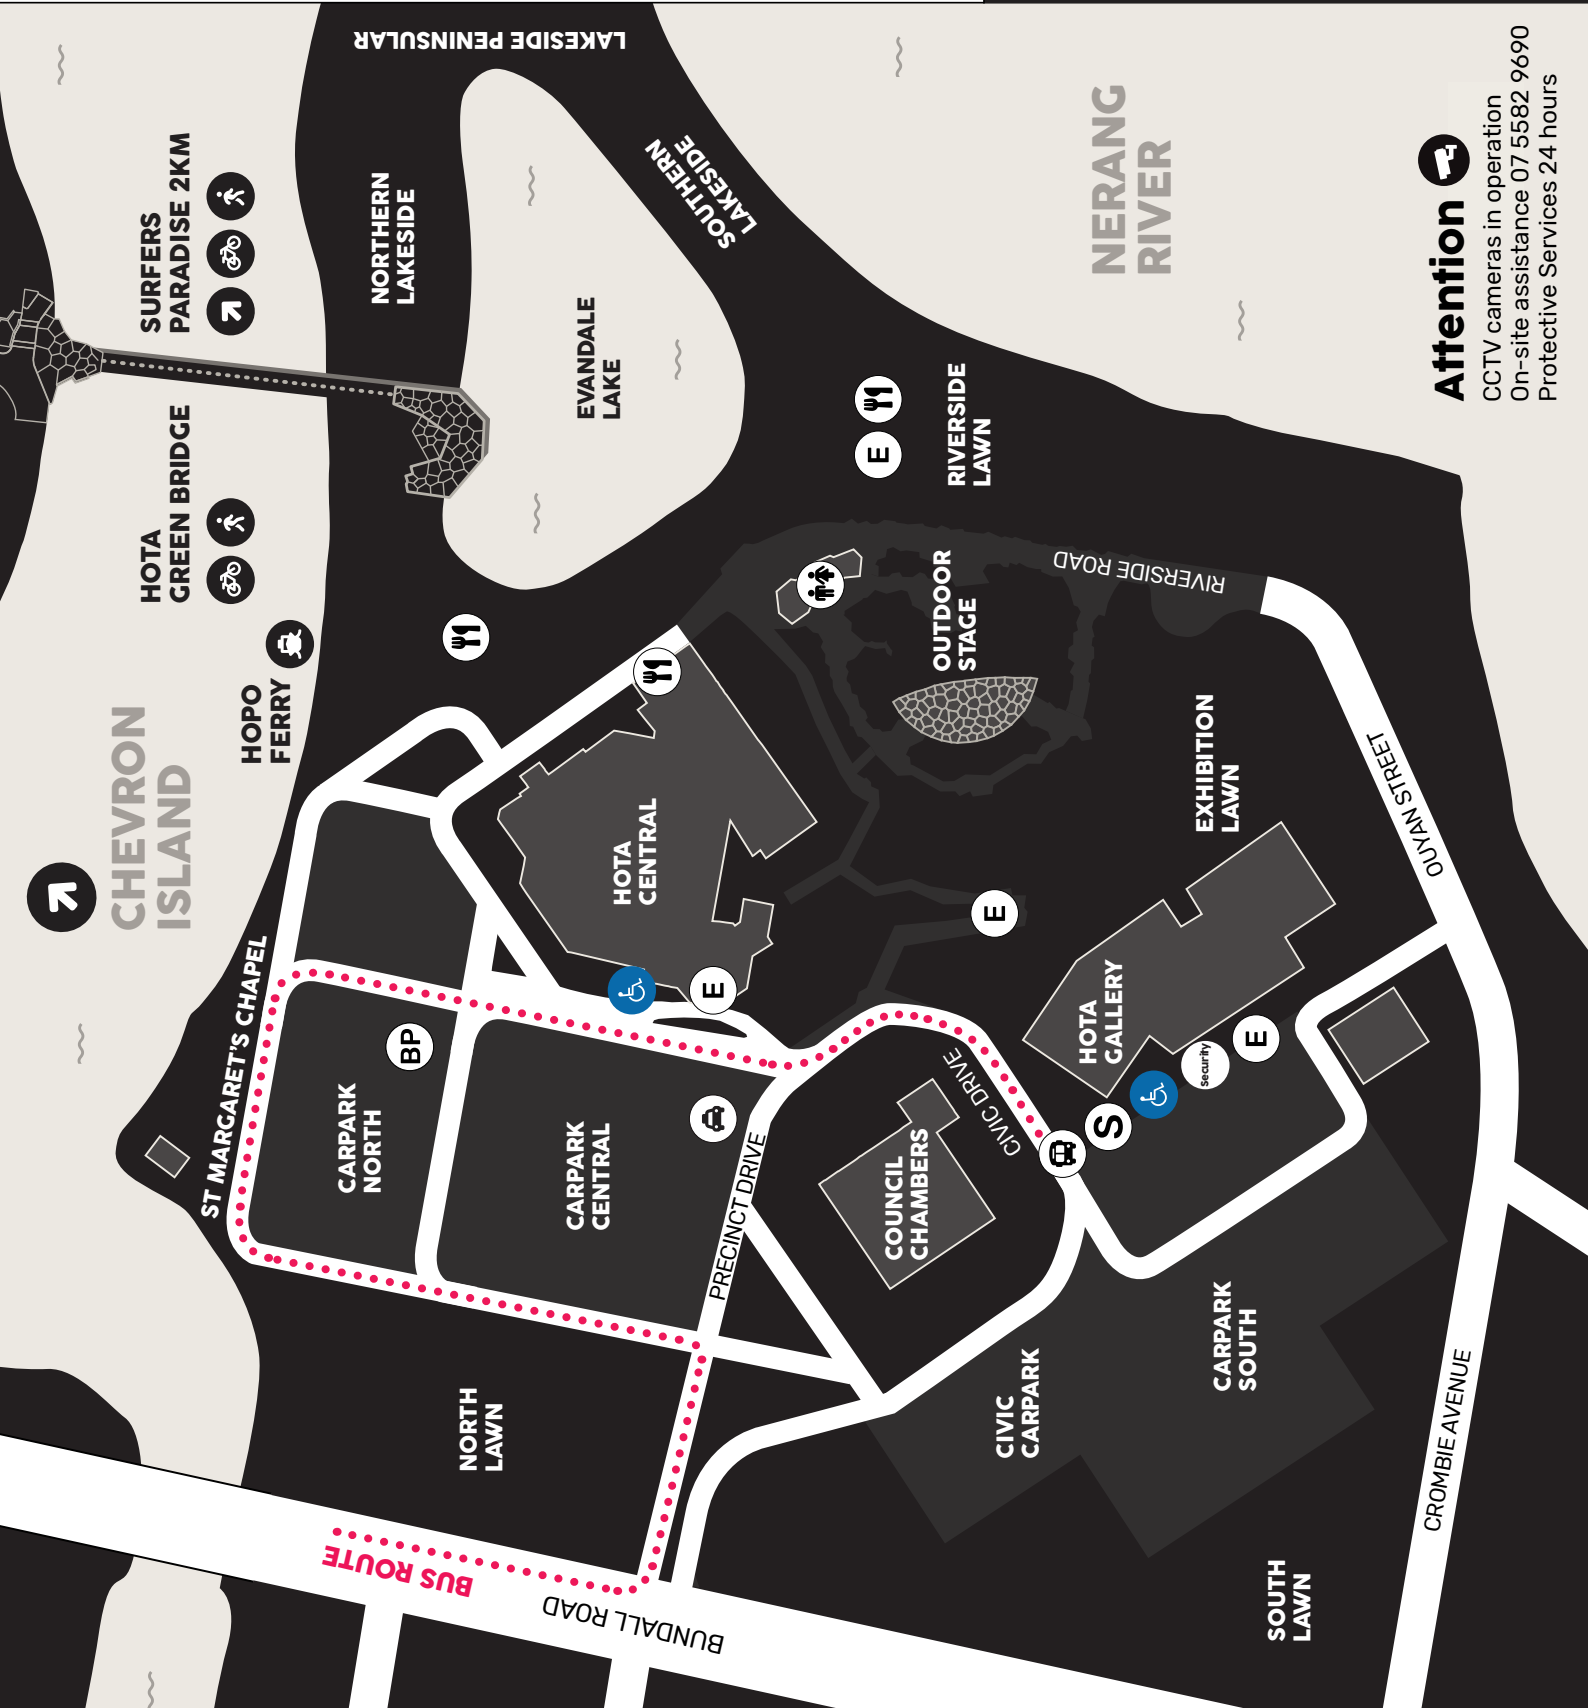 LAKESIDE PENINSULAR
SURFERS
PARADISE 2KM
NORTHERN
LAKESIDE
SOUTHERN
LAKESIDE
NERANG
RIVER
Attention
CCTV cameras in operation
On-site assistance 07 5582 9690
Protective Services 24 hours
HOTA
GREEN BRIDGE
EVANDALE
LAKE
E
RIVERSIDE
LAWN
HOPO
FERRY
OUTDOOR
STAGE
RIVERSIDE ROAD
CHEVRON
ISLAND
HOTA
CENTRAL
EXHIBITION
LAWN
OUYAN STREET
E
ST MARGARET'S CHAPEL
BP
E
HOTA
GALLERY
E
security
S
CARPARK
NORTH
CARPARK
CENTRAL
PRECINCT DRIVE
CIVIC DRIVE
COUNCIL
CHAMBERS
NORTH
LAWN
CIVIC
CARPARK
CARPARK
SOUTH
CROMBIE AVENUE
BUS ROUTE
BUNDALL ROAD
SOUTH
LAWN